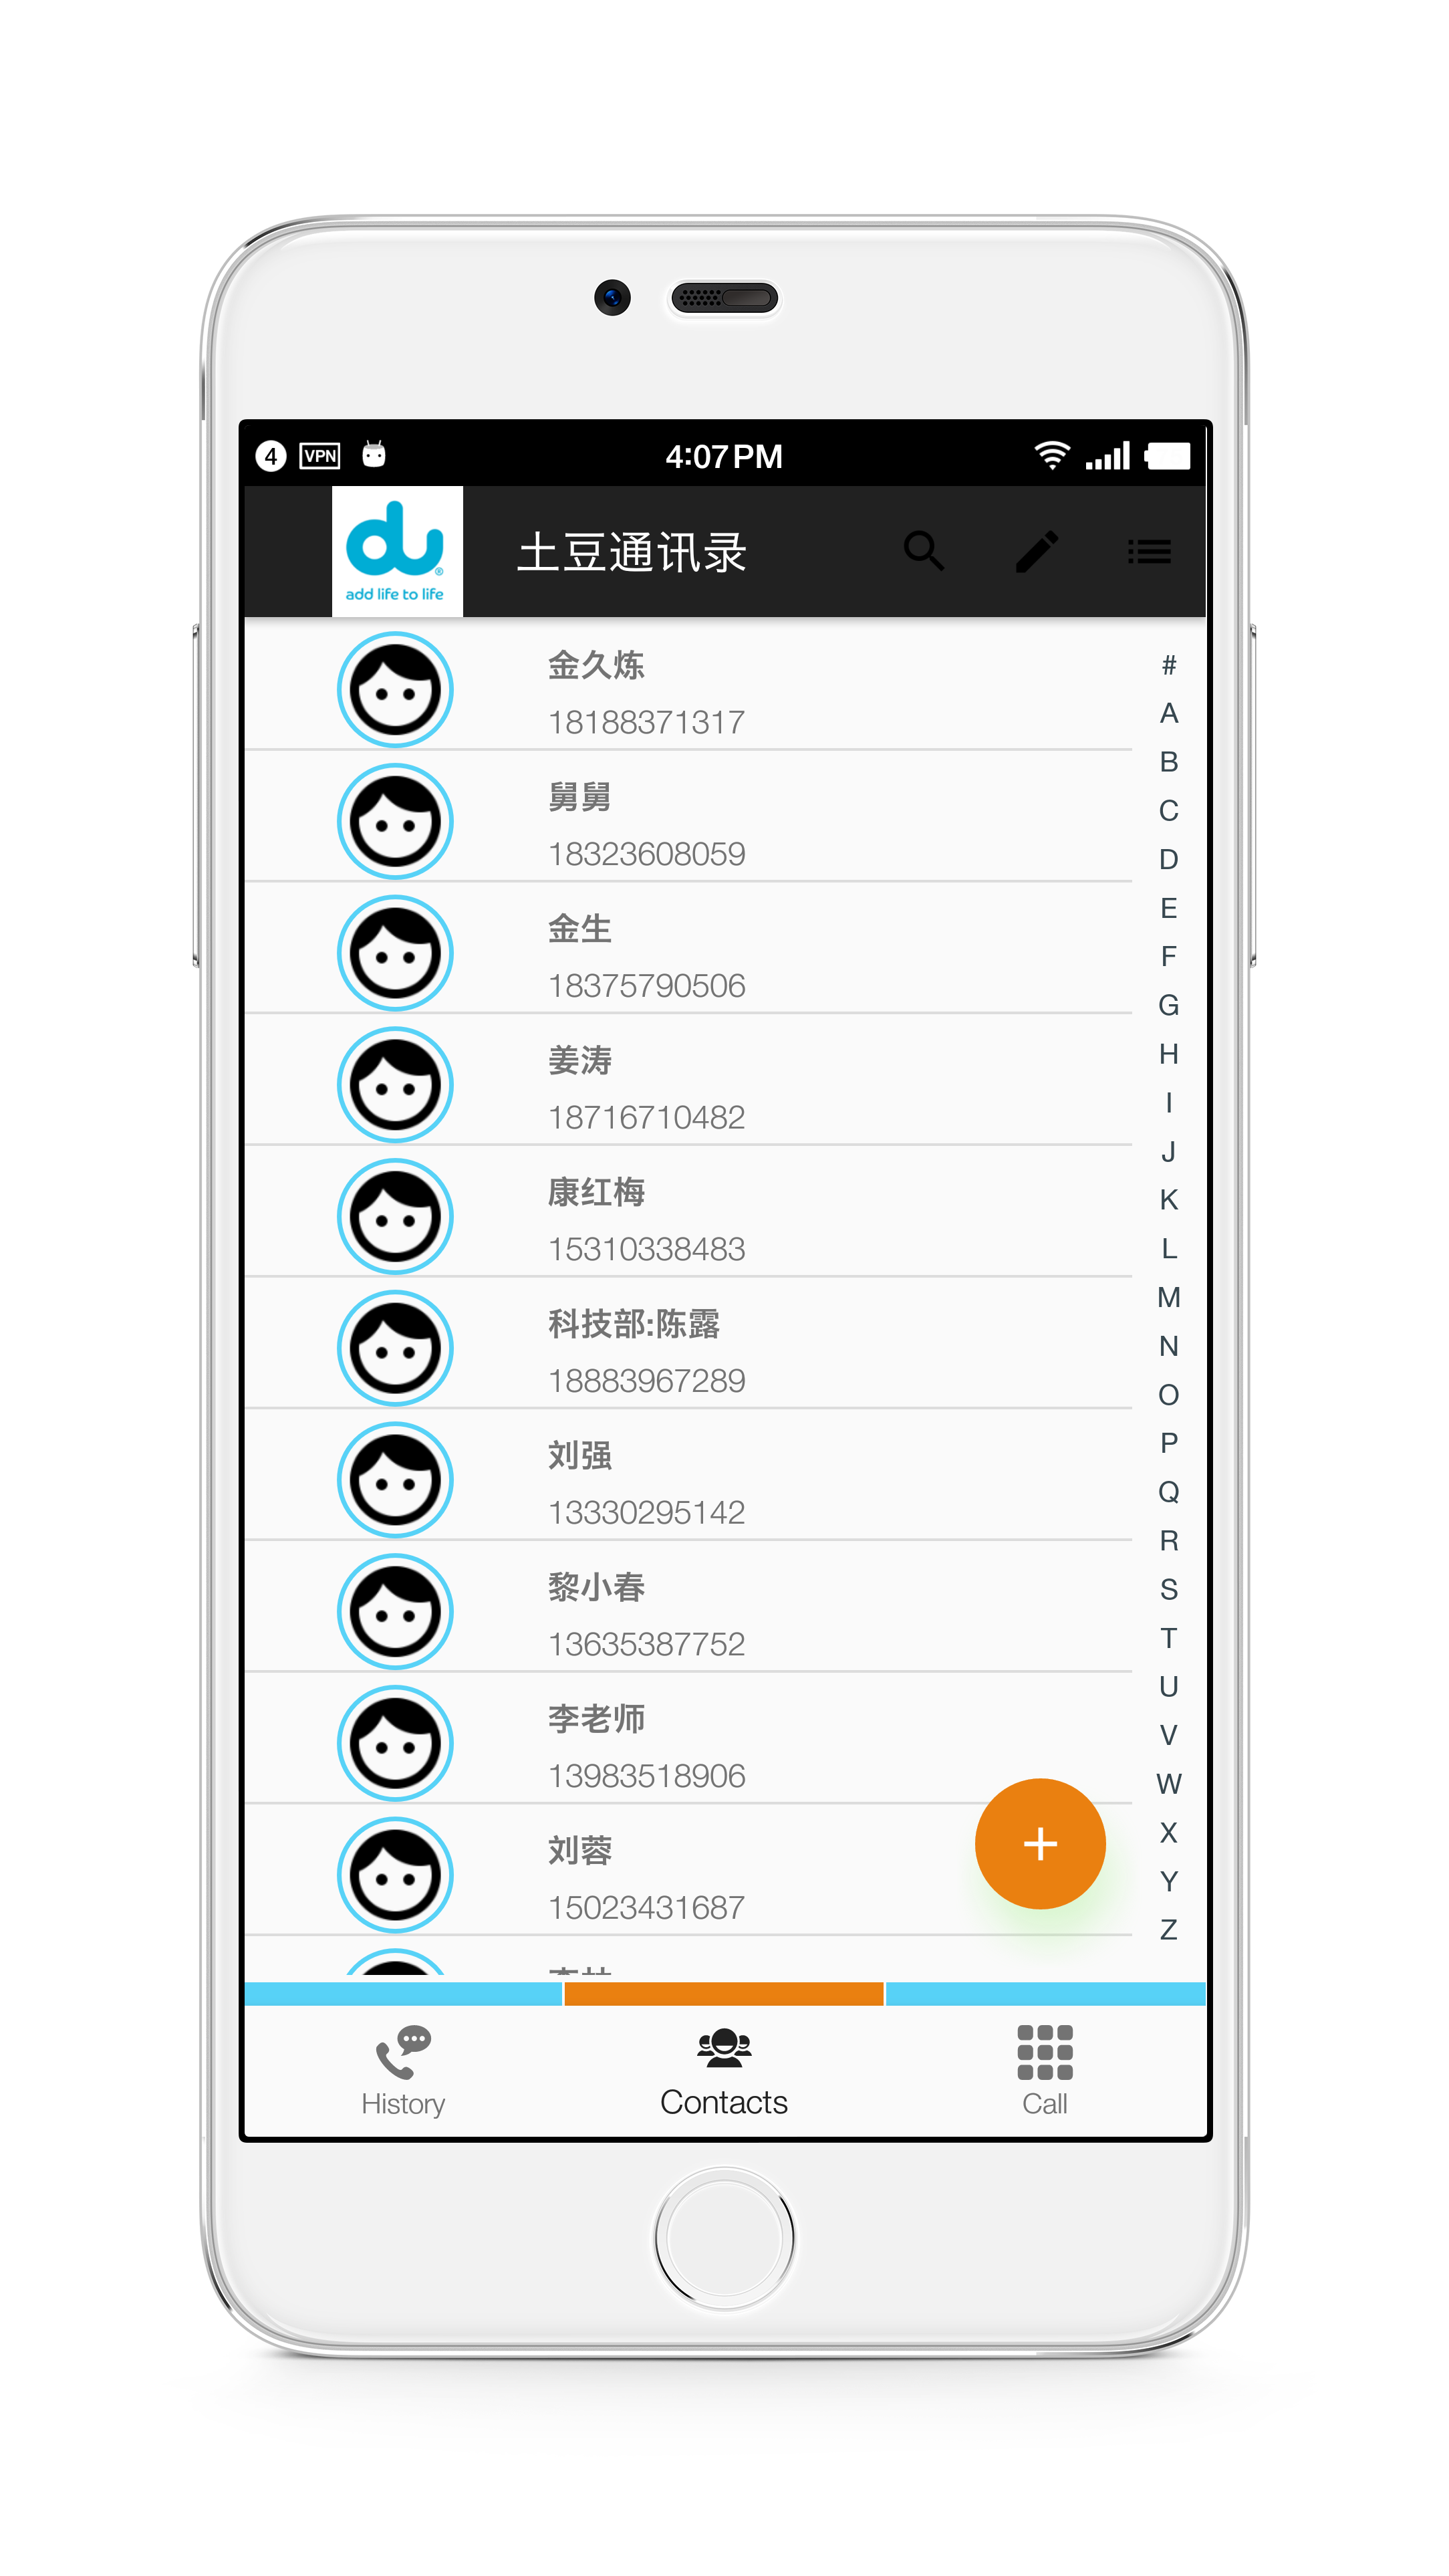 4 VPN 4:07 PM
du®
add life to life
土豆通讯录
金久炼
18188371317
舅舅
18323608059
金生
18375790506
姜涛
18716710482
康红梅
15310338483
科技部:陈露
18883967289
刘强
13330295142
黎小春
13635387752
李老师
13983518906
刘蓉
15023431687
#
A
B
C
D
E
F
G
H
I
J
K
L
M
N
O
P
Q
R
S
T
U
V
W
X
Y
Z
History
Contacts
Call